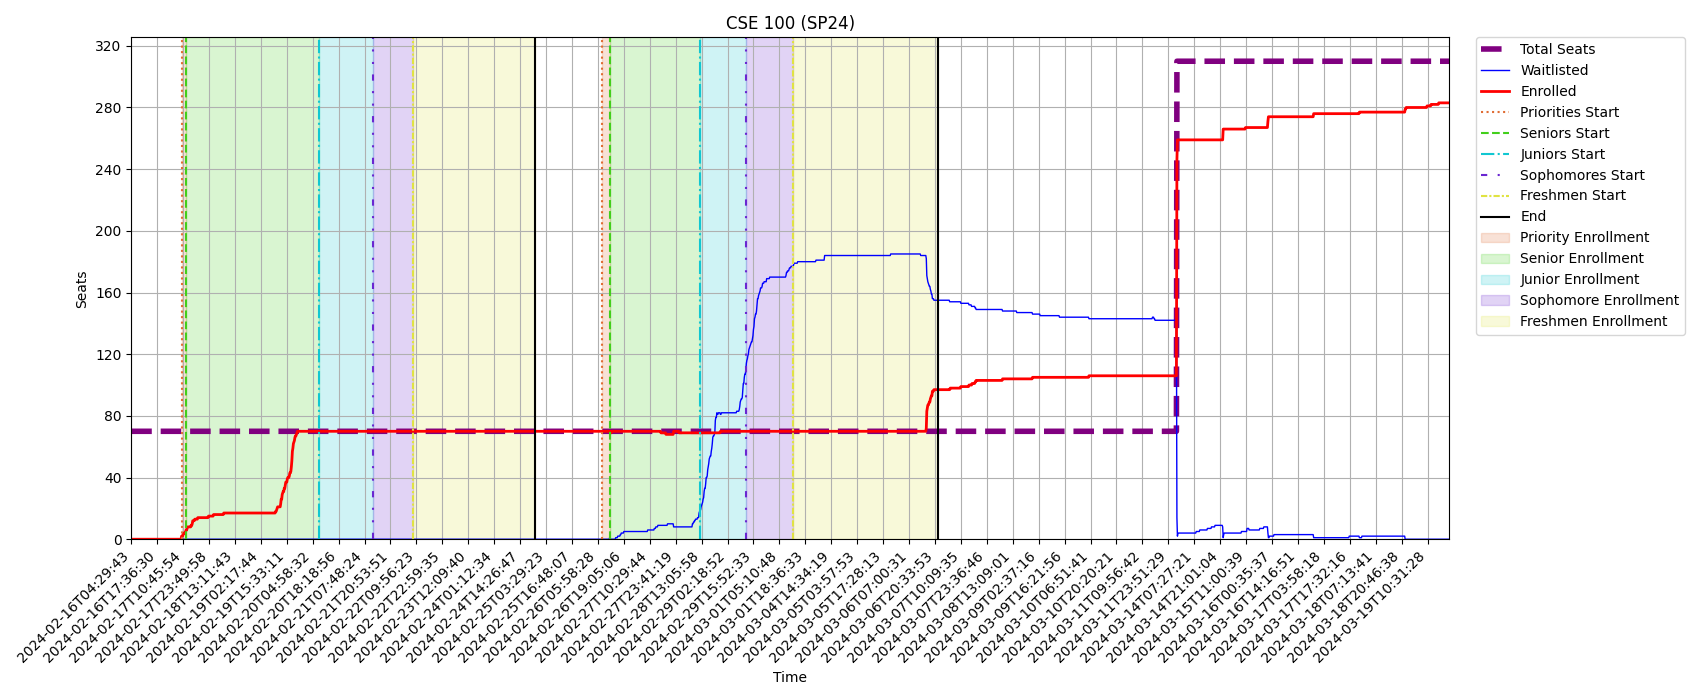 CSE 100 (SP24)
320
280
240
200
160
120
80
40
0
Seats
2024-02-16T04:29:43
2024-02-16T17:36:30
2024-02-17T10:45:54
2024-02-17T23:49:58
2024-02-18T13:11:43
2024-02-19T02:17:44
2024-02-19T15:33:11
2024-02-20T04:58:32
2024-02-20T18:18:56
2024-02-21T07:48:24
2024-02-21T20:53:51
2024-02-22T09:56:23
2024-02-22T22:59:35
2024-02-23T12:09:40
2024-02-24T01:12:34
2024-02-24T14:26:47
2024-02-25T03:29:23
2024-02-25T16:48:07
2024-02-26T05:58:28
2024-02-26T19:05:06
2024-02-27T10:29:44
2024-02-27T23:41:19
2024-02-28T13:05:58
2024-02-29T02:18:52
2024-02-29T15:52:33
2024-03-01T05:10:48
2024-03-01T18:36:33
2024-03-04T14:34:19
2024-03-05T03:57:53
2024-03-05T17:28:13
2024-03-06T07:00:31
2024-03-06T20:33:55
2024-03-07T10:09:35
2024-03-07T23:36:46
2024-03-08T13:09:01
2024-03-09T02:37:16
2024-03-09T16:21:56
2024-03-10T06:51:41
2024-03-10T20:20:21
2024-03-11T09:56:42
2024-03-11T23:51:29
2024-03-14T07:27:21
2024-03-14T21:01:04
2024-03-15T11:00:39
2024-03-16T00:35:37
2024-03-16T14:16:51
2024-03-17T03:58:18
2024-03-17T17:32:16
2024-03-18T07:13:41
2024-03-18T20:46:38
2024-03-19T10:31:28
Time
Total Seats
Waitlisted
Enrolled
Priorities Start
Seniors Start
Juniors Start
Sophomores Start
Freshmen Start
End
Priority Enrollment
Senior Enrollment
Junior Enrollment
Sophomore Enrollment
Freshmen Enrollment